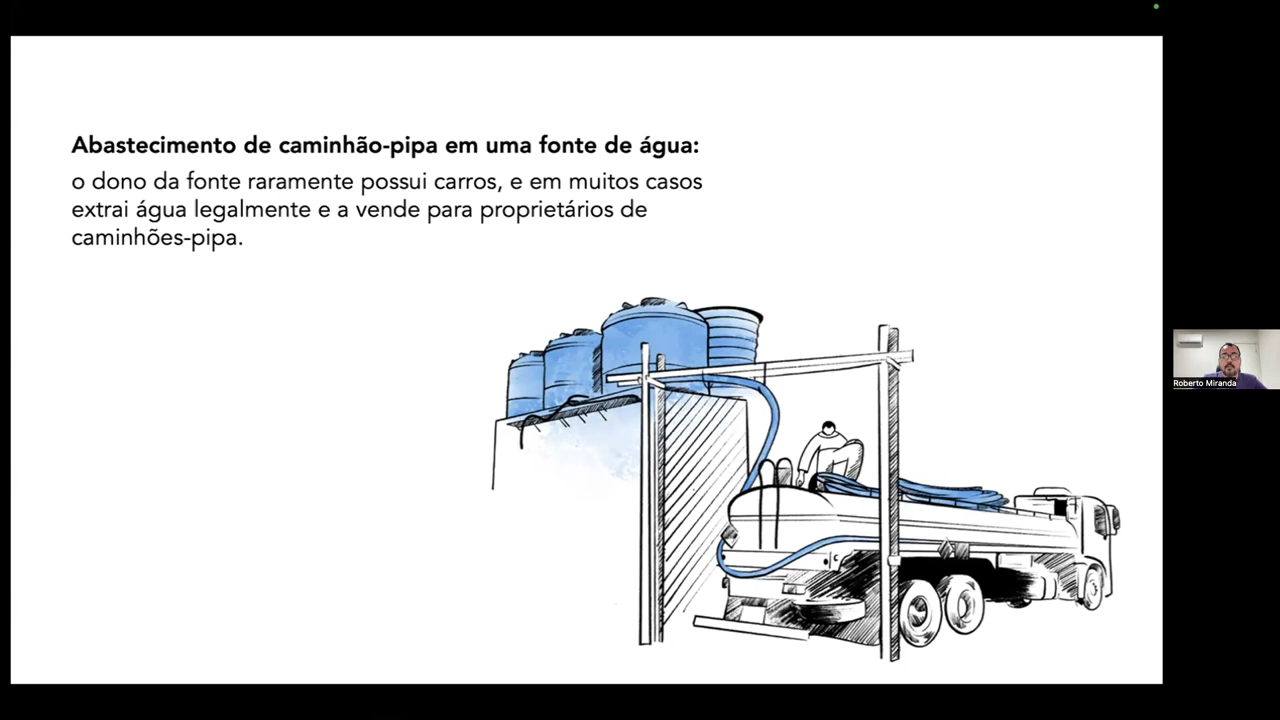 Abastecimento de caminhão-pipa em uma fonte de água:
o dono da fonte raramente possui carros, e em muitos casos
extrai água legalmente e a vende para proprietários de
caminhões-pipa.
Roberto Miranda